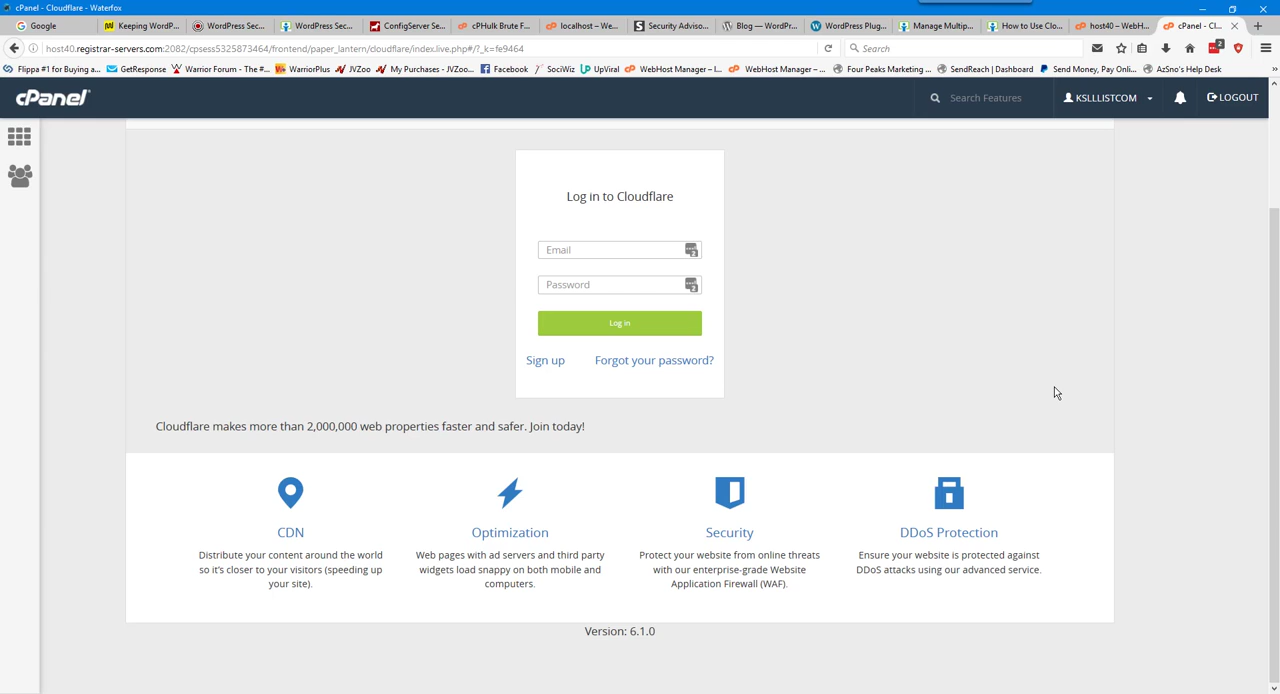 cPanel - Cloudflare - Waterfox
Google
Keeping WordP...
WordPress Sec...
WordPress Sec...
ConfigServer Se...
cPHulk Brute F...
localhost – We...
Security Adviso...
Blog — WordPr...
WordPress Plug...
Manage Multip...
How to Use Clo...
host40 – WebH...
cPanel - Cl...
host40.registrar-servers.com:2082/cpsess5325873464/frontend/paper_lantern/cloudflare/index.live.php#/?_k=fe9464
Search
2
Flippa #1 for Buying a...
GetResponse
Warrior Forum - The #...
WarriorPlus
JVZoo
My Purchases - JVZoo...
Facebook
SociWiz
UpViral
WebHost Manager – I...
WebHost Manager – ...
Four Peaks Marketing ...
SendReach | Dashboard
Send Money, Pay Onli...
AzSno's Help Desk
cPanel
Search Features
KSLLLISTCOM
LOGOUT
Log in to Cloudflare
Email
Password
Log in
Sign up
Forgot your password?
Cloudflare makes more than 2,000,000 web properties faster and safer. Join today!
CDN
Distribute your content around the world
so it's closer to your visitors (speeding up
your site).
Optimization
Web pages with ad servers and third party
widgets load snappy on both mobile and
computers.
Security
Protect your website from online threats
with our enterprise-grade Website
Application Firewall (WAF).
DDoS Protection
Ensure your website is protected against
DDoS attacks using our advanced service.
Version: 6.1.0